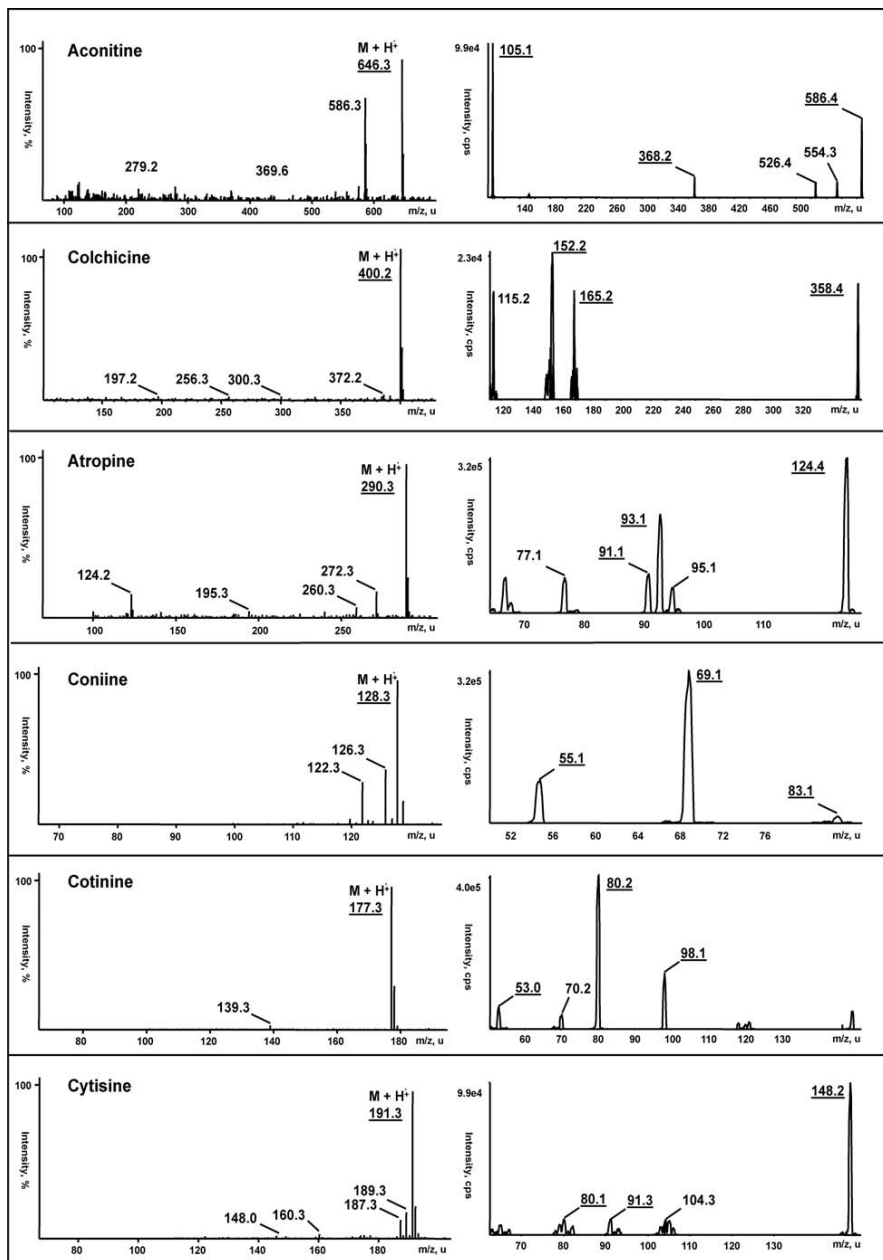 Aconitine
100
Intensity, %
M + H+
646.3
586.3
279.2
369.6
100 200 300 400 500 600 m/z, u
9.9e4
Intensity, cps
105.1
368.2
526.4
554.3
586.4
140 180 220 260 300 340 380 420 460 500 m/z, u
Colchicine
100
Intensity, %
M + H+
400.2
197.2
256.3
300.3
372.2
150 200 250 300 350 m/z, u
2.3e4
Intensity, cps
115.2
152.2
165.2
358.4
120 140 160 180 200 220 240 260 280 300 320 m/z, u
Atropine
100
Intensity, %
M + H+
290.3
124.2
195.3
260.3
272.3
100 150 200 250 m/z, u
3.2e5
Intensity, cps
77.1
91.1
93.1
95.1
124.4
70 80 90 100 110 m/z, u
Coniine
100
Intensity, %
M + H+
128.3
126.3
122.3
70 80 90 100 110 120 m/z, u
3.2e5
Intensity, cps
55.1
69.1
83.1
52 56 60 64 68 72 76 m/z, u
Cotinine
100
Intensity, %
M + H+
177.3
139.3
80 100 120 140 160 180 m/z, u
4.0e5
Intensity, cps
53.0
70.2
80.2
98.1
60 70 80 90 100 110 120 130 m/z, u
Cytisine
100
Intensity, %
M + H+
191.3
189.3
187.3
160.3
148.0
80 100 120 140 160 180 m/z, u
9.9e4
Intensity, cps
80.1
91.3
104.3
148.2
70 80 90 100 110 120 130 m/z, u